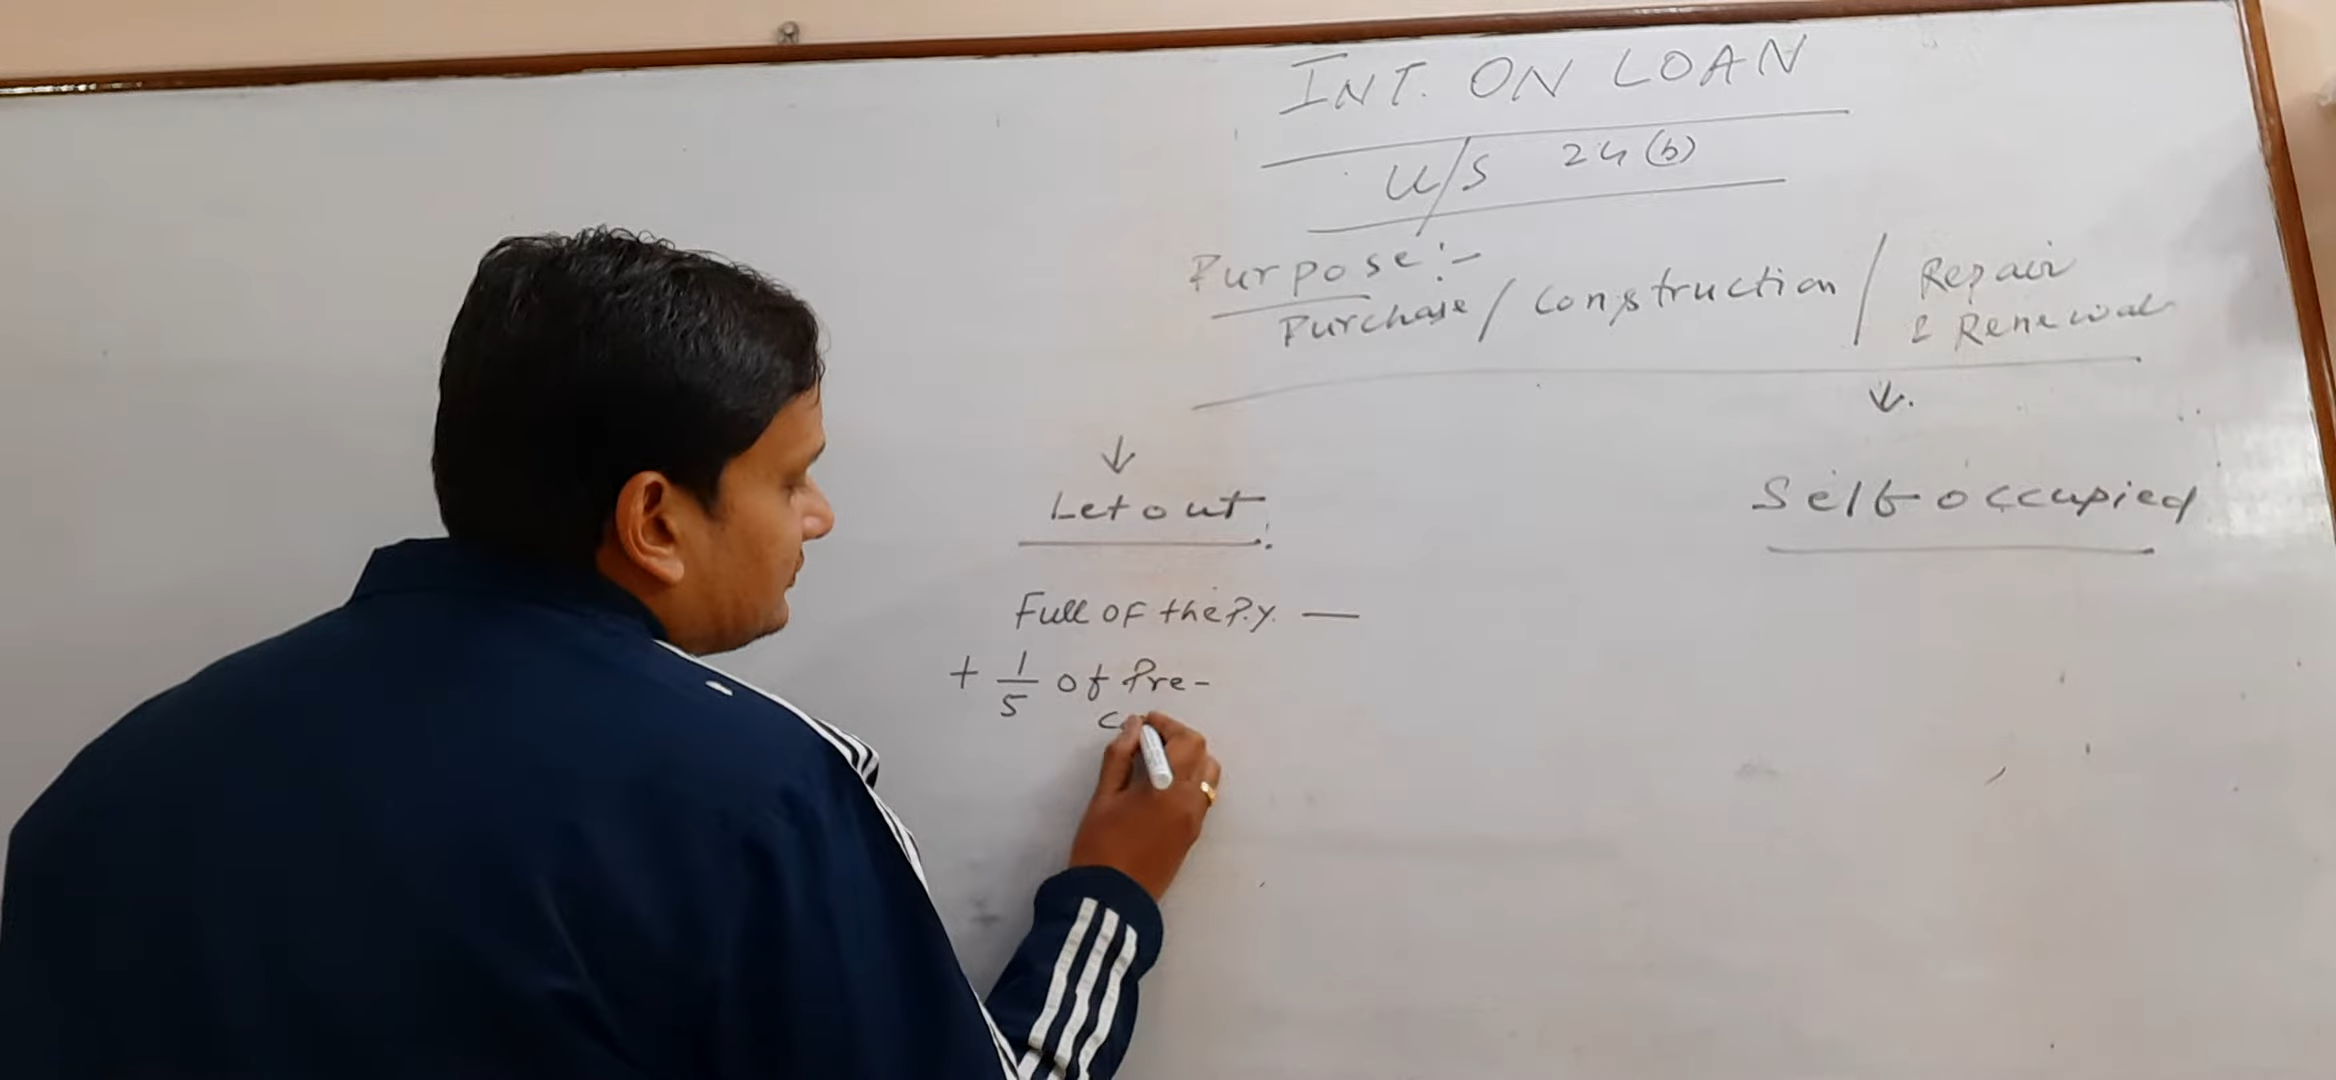 INT. ON LOAN
U/S 24(b)
Purpose:-
Purchase / Construction / Repair
& Renewal
↓ ↓
Let out Self occupied
Full OF the P.Y. —
+ 1/5 of Pre-
Co